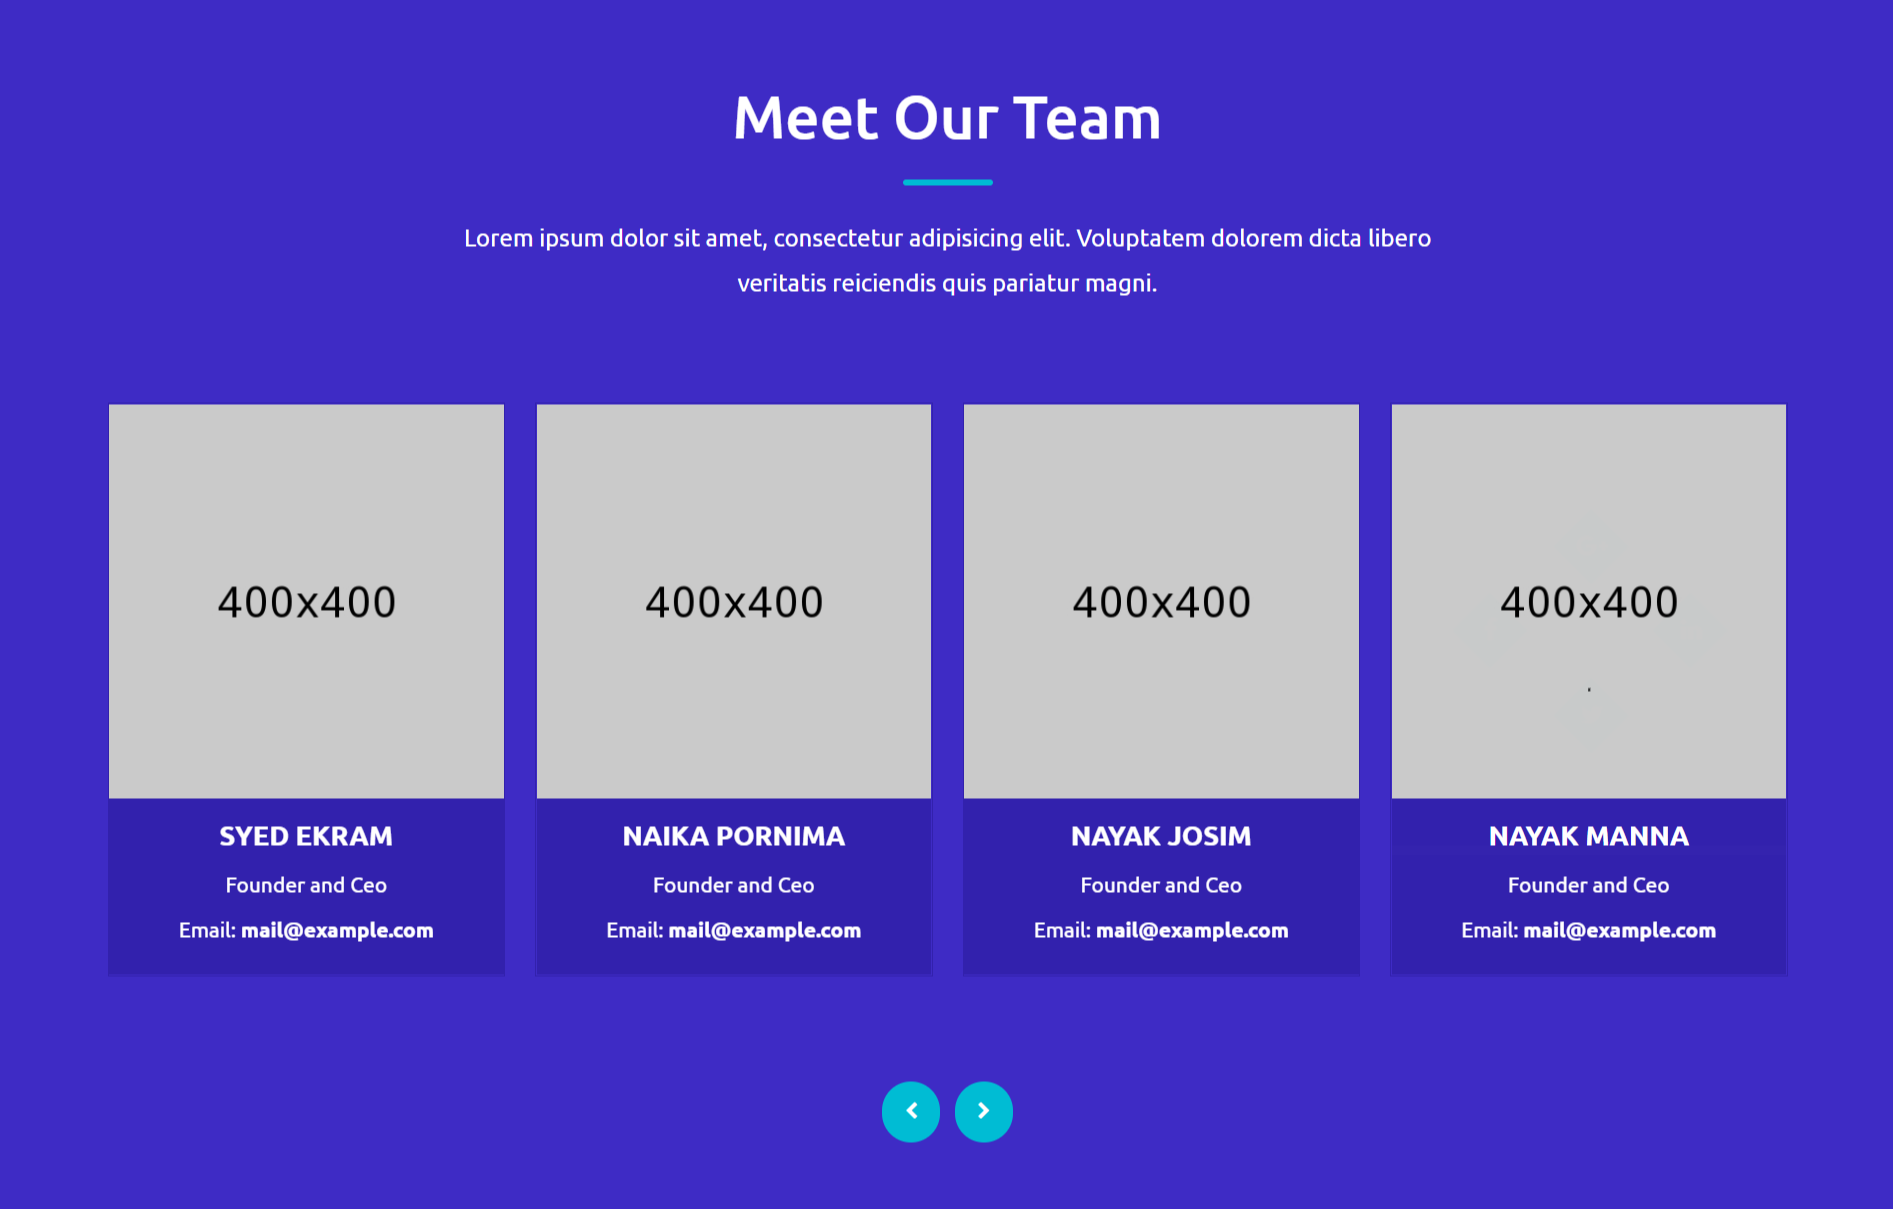 Meet Our Team
Lorem ipsum dolor sit amet, consectetur adipisicing elit. Voluptatem dolorem dicta libero
veritatis reiciendis quis pariatur magni.
400x400
400x400
400x400
400x400
SYED EKRAM
Founder and Ceo
Email: mail@example.com
NAIKA PORNIMA
Founder and Ceo
Email: mail@example.com
NAYAK JOSIM
Founder and Ceo
Email: mail@example.com
NAYAK MANNA
Founder and Ceo
Email: mail@example.com